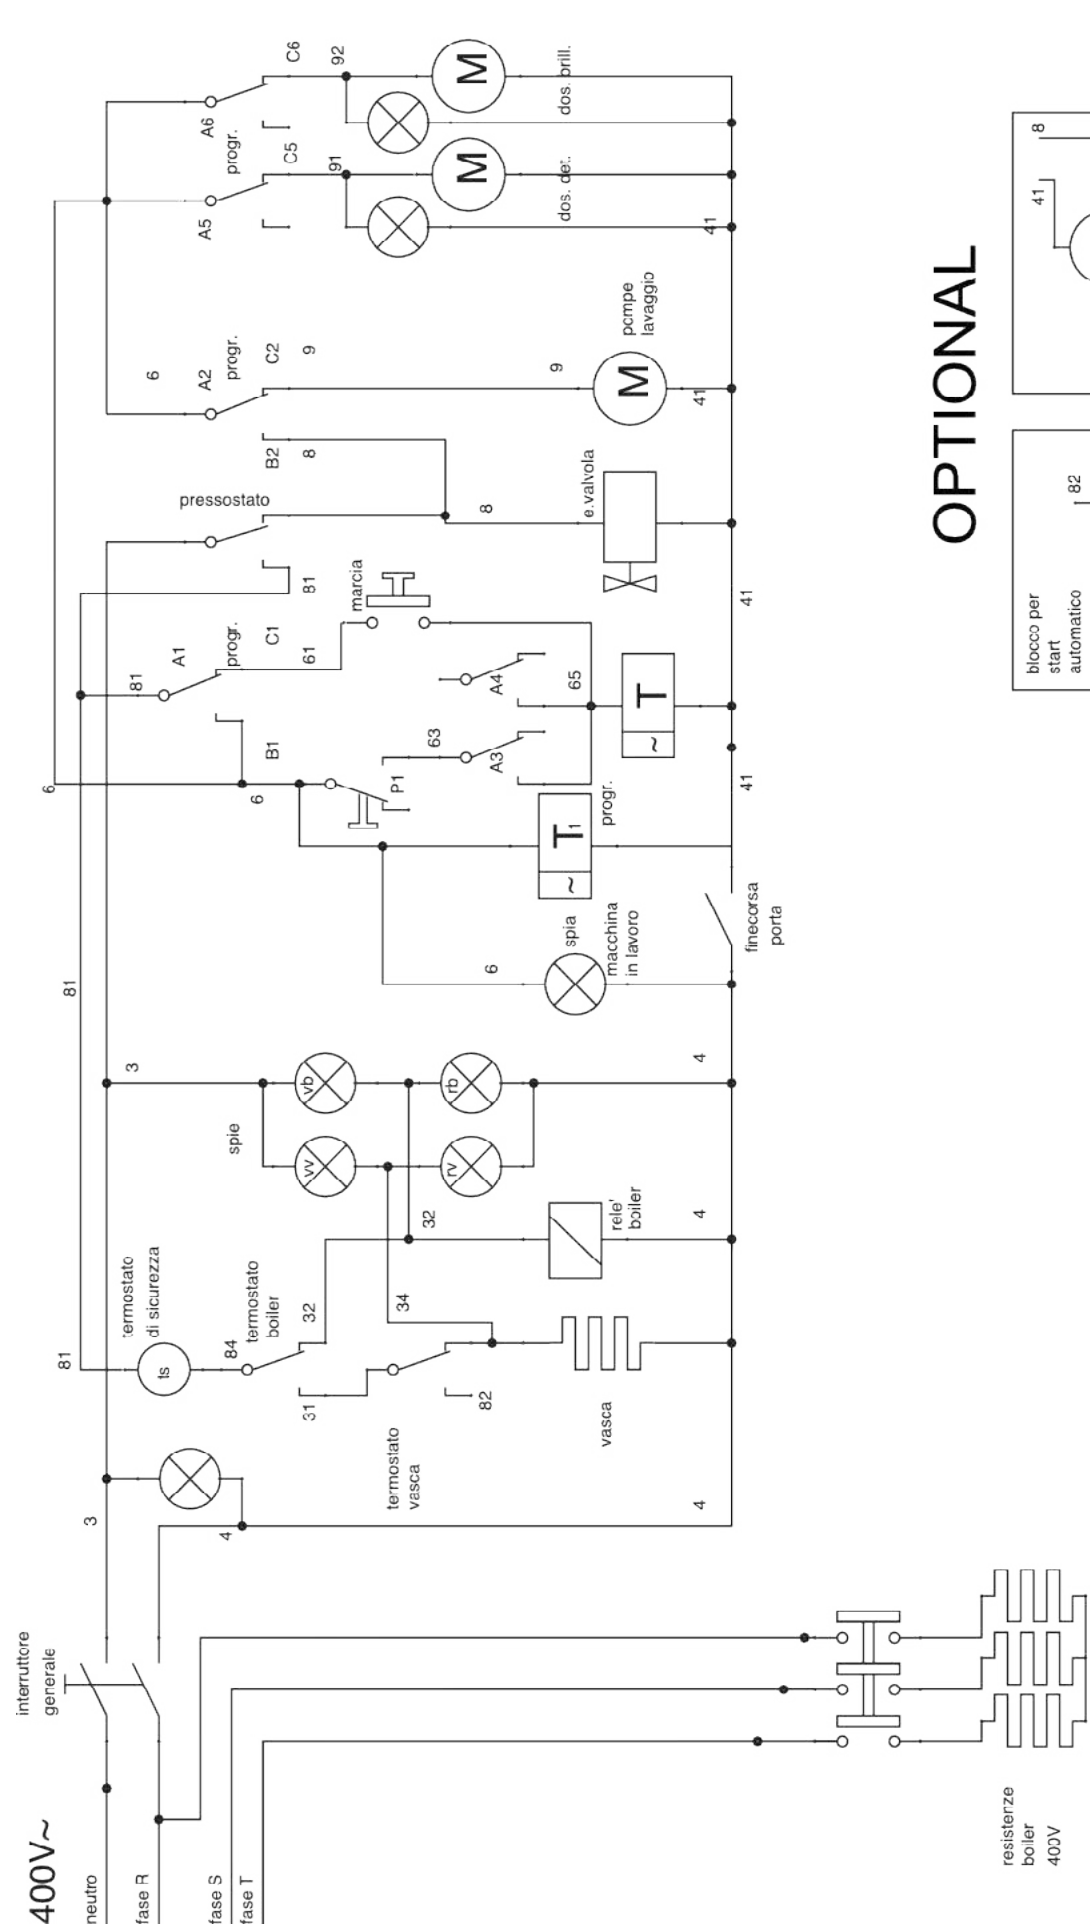 400V~
neutro
fase R
fase S
fase T
interruttore
generale
3
4
4
termostato
di sicurezza
ts
81
84
termostato
boiler
31
32
termostato
vasca
82
34
vasca
32
rele'
boiler
4
spie
vv
vb
rv
rb
3
4
81
6
spia
macchina
in lavoro
finecorsa
porta
6
6
B1
P1
63
A3
A4
65
T1
~
progr.
T
~
41
81
A1
progr.
C1
61
marcia
81
pressostato
8
e.valvola
41
B2
8
6
A2
progr.
C2
9
9
M
pompe
lavaggio
41
A5
progr.
C5
91
M
dos. det.
41
A6
C6
92
M
dos. brill.
resistenze
boiler
400V
OPTIONAL
blocco per
start
automatico
82
41
8